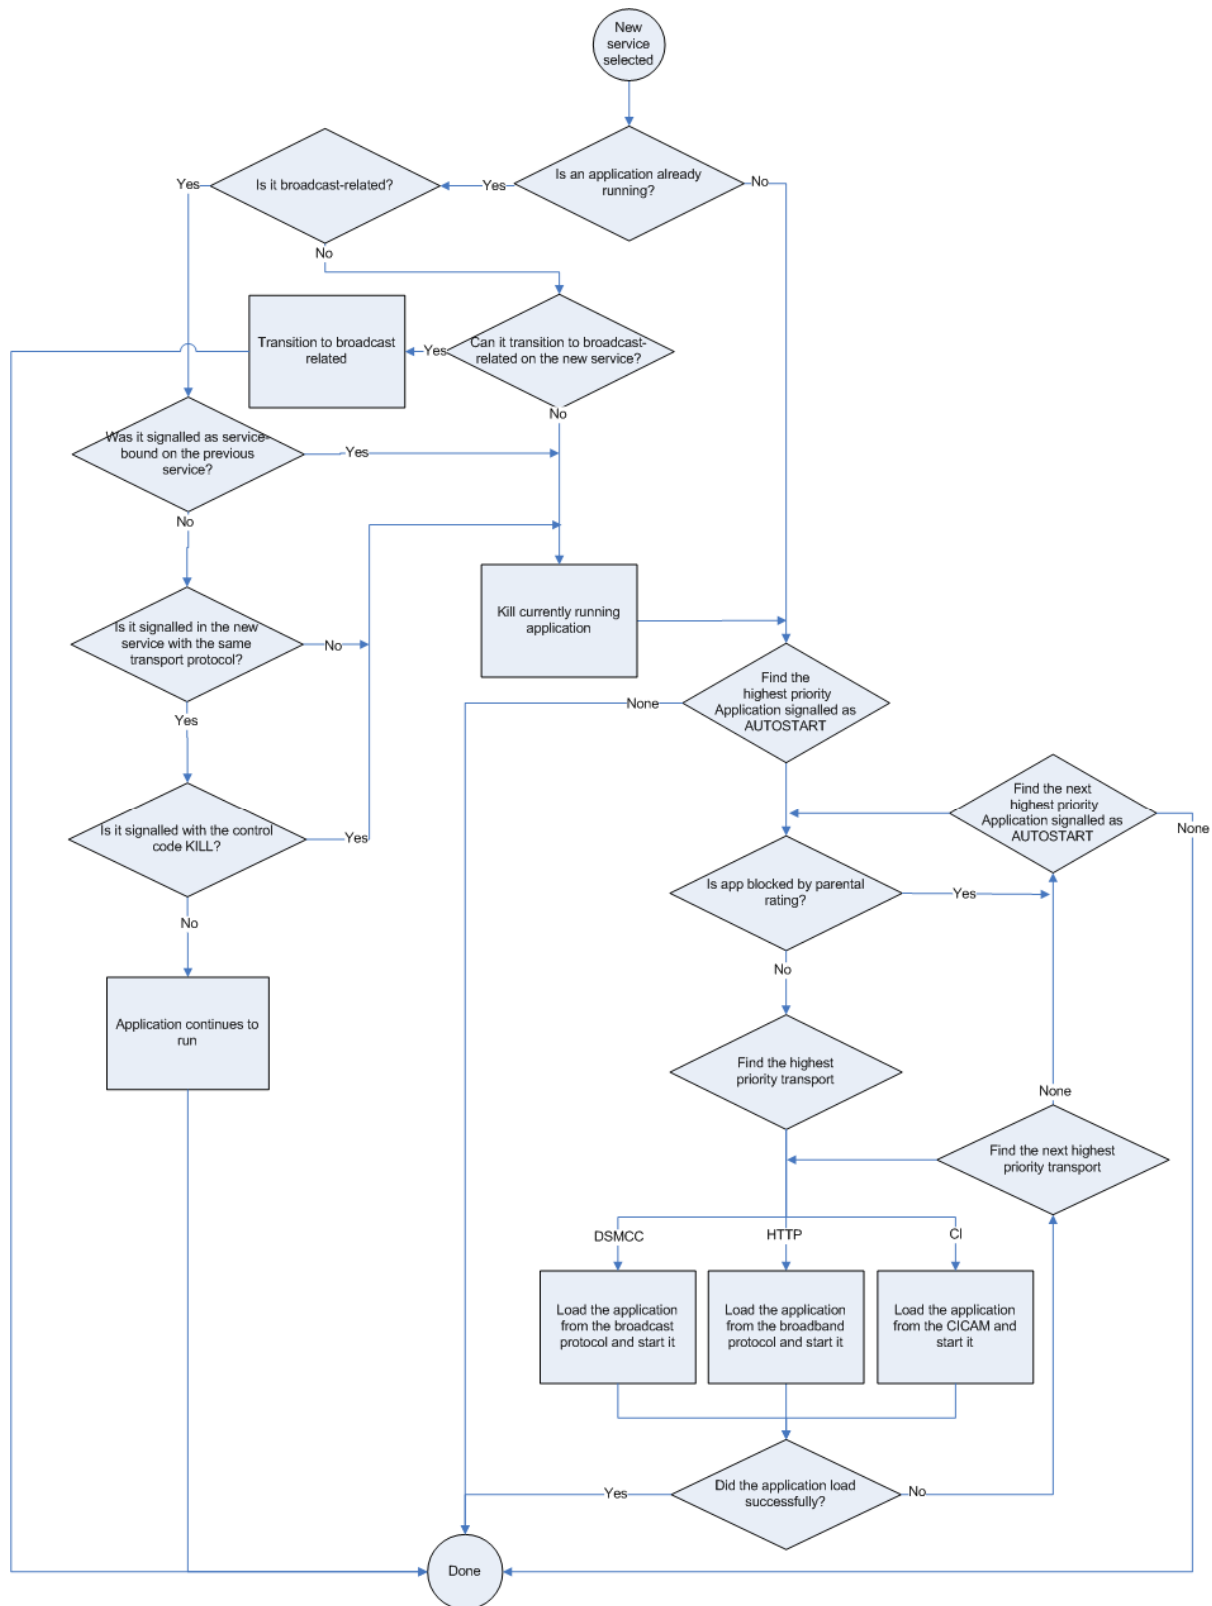 New
service
selected
Is an application already
running?
Yes
No
Is it broadcast-related?
Yes
No
Can it transition to broadcast-
related on the new service?
Yes
No
Transition to broadcast
related
Was it signalled as service-
bound on the previous
service?
Yes
No
Is it signalled in the new
service with the same
transport protocol?
No
Yes
Kill currently running
application
Find the
highest priority
Application signalled as
AUTOSTART
None
Is it signalled with the control
code KILL?
Yes
No
Find the next
highest priority
Application signalled as
AUTOSTART
None
Is app blocked by parental
rating?
Yes
No
Application continues to
run
Find the highest
priority transport
None
Find the next highest
priority transport
DSMCC
HTTP
CI
Load the application
from the broadcast
protocol and start it
Load the application
from the broadband
protocol and start it
Load the application
from the CICAM and
start it
Did the application load
successfully?
Yes
No
Done